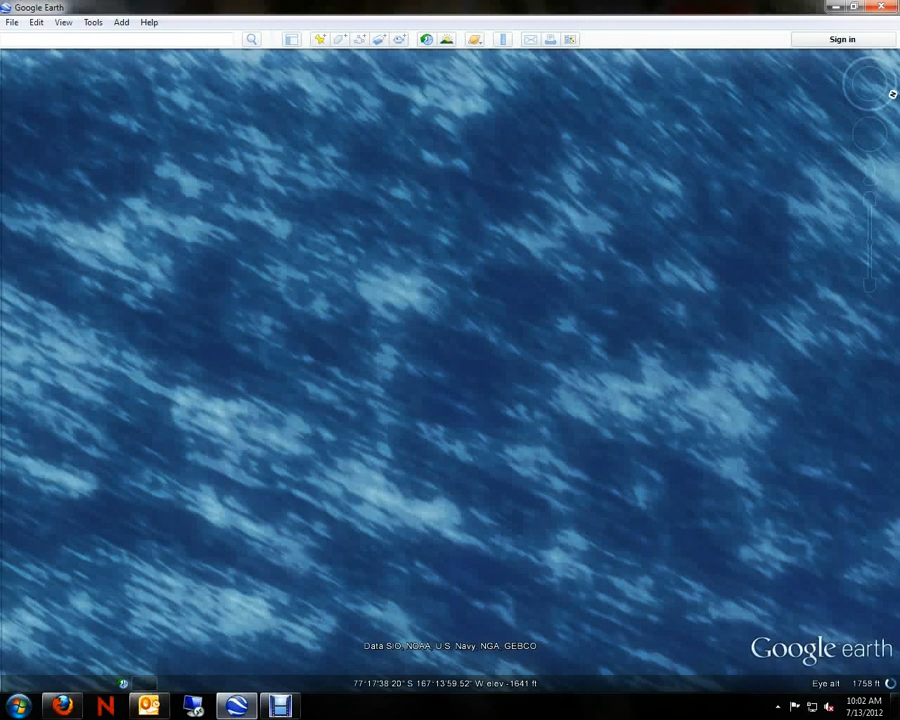 Google Earth
File Edit View Tools Add Help
Sign in
N
Data SIO, NOAA, U.S. Navy, NGA, GEBCO
Google earth
77°17'38.20" S 167°13'59.52" W elev -1641 ft
Eye alt 1758 ft
10:02 AM
7/13/2012